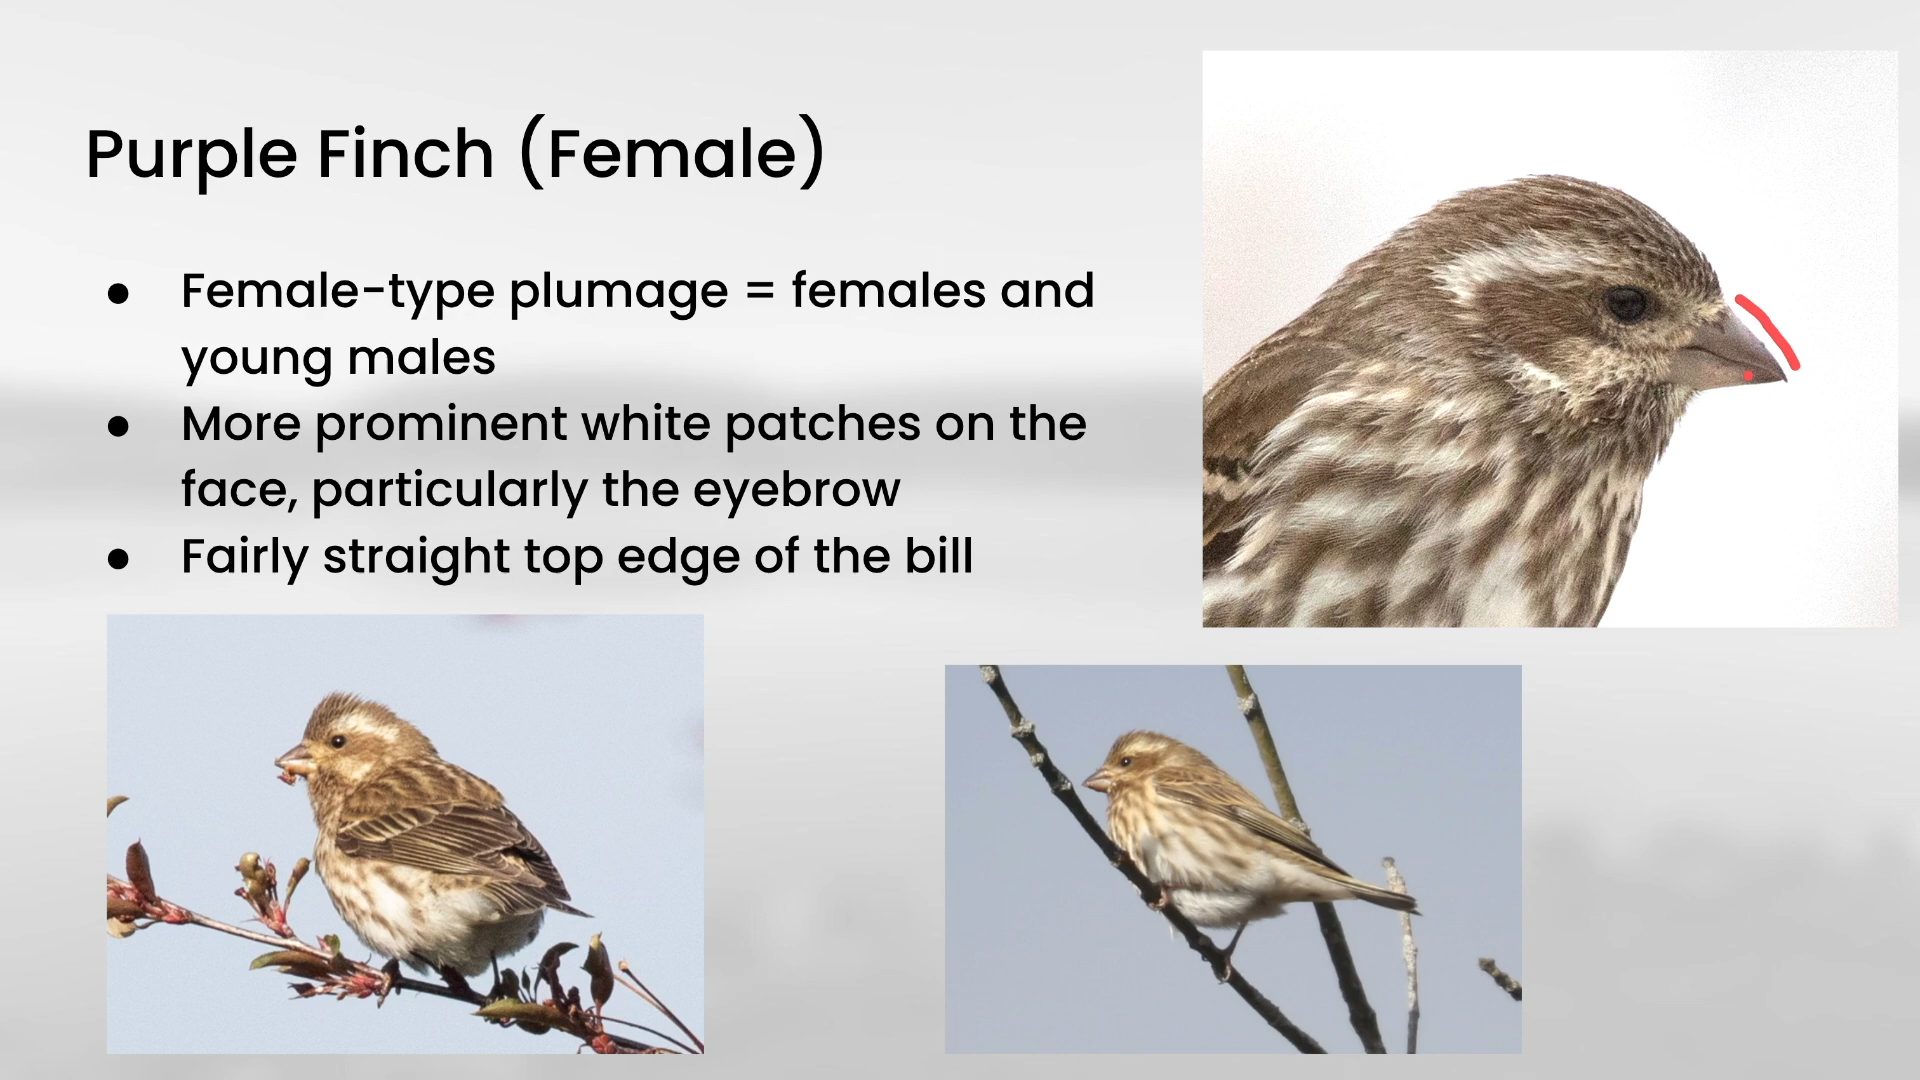 Purple Finch (Female)
● Female-type plumage = females and
young males
● More prominent white patches on the
face, particularly the eyebrow
● Fairly straight top edge of the bill